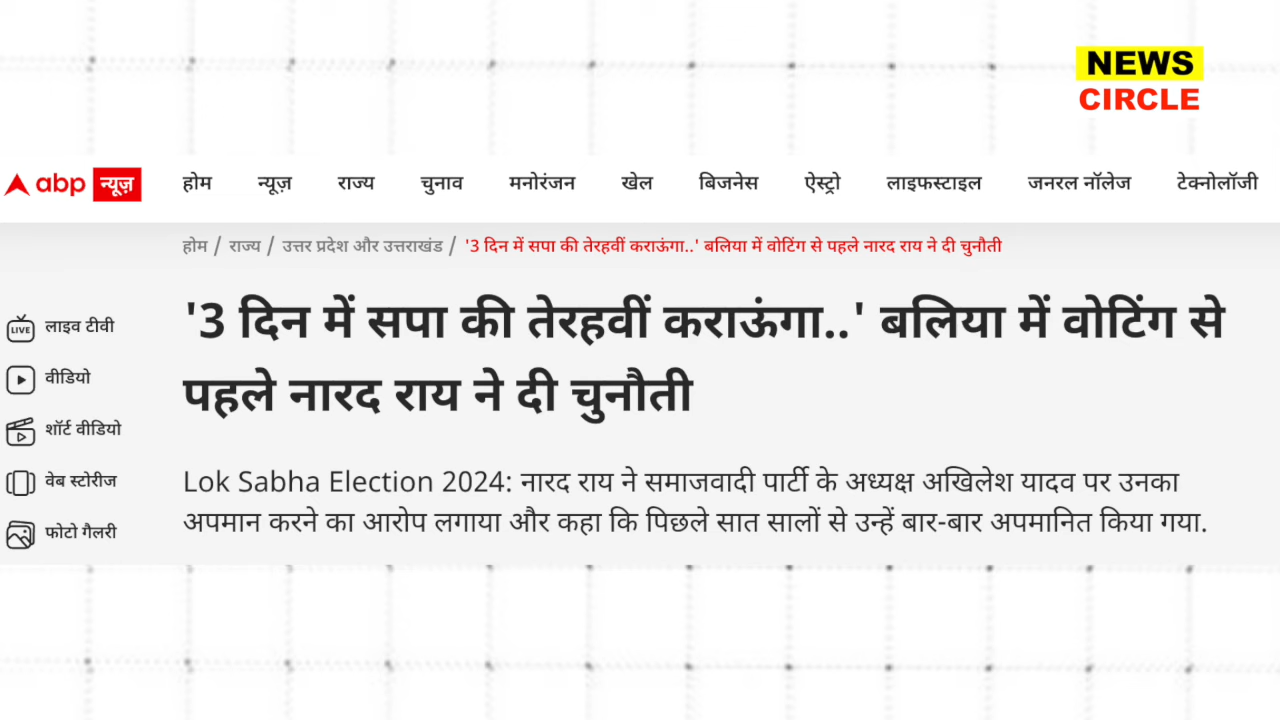 NEWS
CIRCLE
abp न्यूज़ होम न्यूज़ राज्य चुनाव मनोरंजन खेल बिजनेस ऐस्ट्रो लाइफस्टाइल जनरल नॉलेज टेक्नोलॉजी
होम / राज्य / उत्तर प्रदेश और उत्तराखंड / '3 दिन में सपा की तेरहवीं कराऊंगा..' बलिया में वोटिंग से पहले नारद राय ने दी चुनौती
'3 दिन में सपा की तेरहवीं कराऊंगा..' बलिया में वोटिंग से
पहले नारद राय ने दी चुनौती
LIVE लाइव टीवी
वीडियो
शॉर्ट वीडियो
वेब स्टोरीज
फोटो गैलरी
Lok Sabha Election 2024: नारद राय ने समाजवादी पार्टी के अध्यक्ष अखिलेश यादव पर उनका
अपमान करने का आरोप लगाया और कहा कि पिछले सात सालों से उन्हें बार-बार अपमानित किया गया.